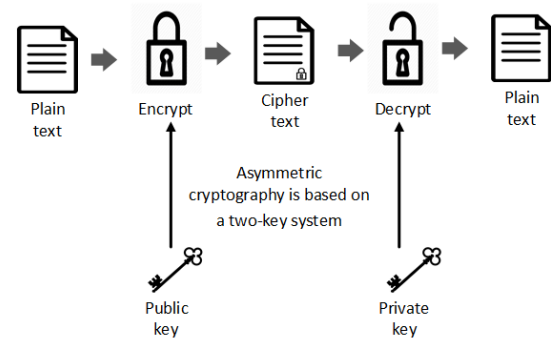 Plain
text
Encrypt
Cipher
text
Decrypt
Plain
text
Asymmetric
cryptography is based on
a two-key system
Public
key
Private
key